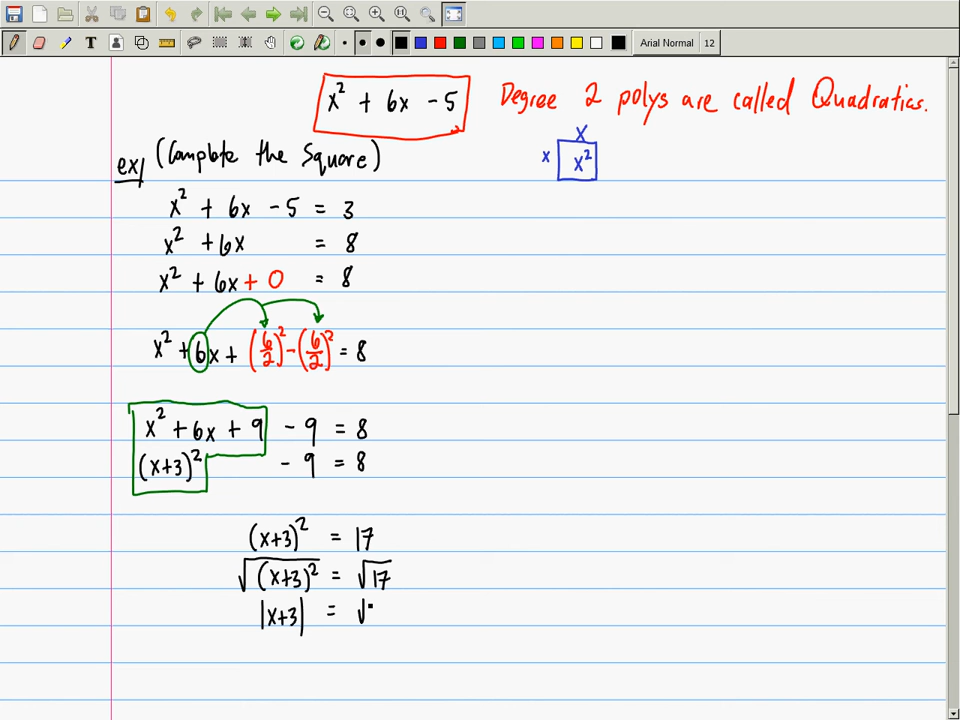 T Arial Normal 12
x² + 6x - 5 Degree 2 polys are called Quadratics.
x
ex) (Complete the Square) x x²
x² + 6x - 5 = 3
x² + 6x = 8
x² + 6x + 0 = 8
x² + 6x + (6/2)² - (6/2)² = 8
x² + 6x + 9 - 9 = 8
(x+3)² - 9 = 8
(x+3)² = 17
√(x+3)² = √17
|x+3| = √